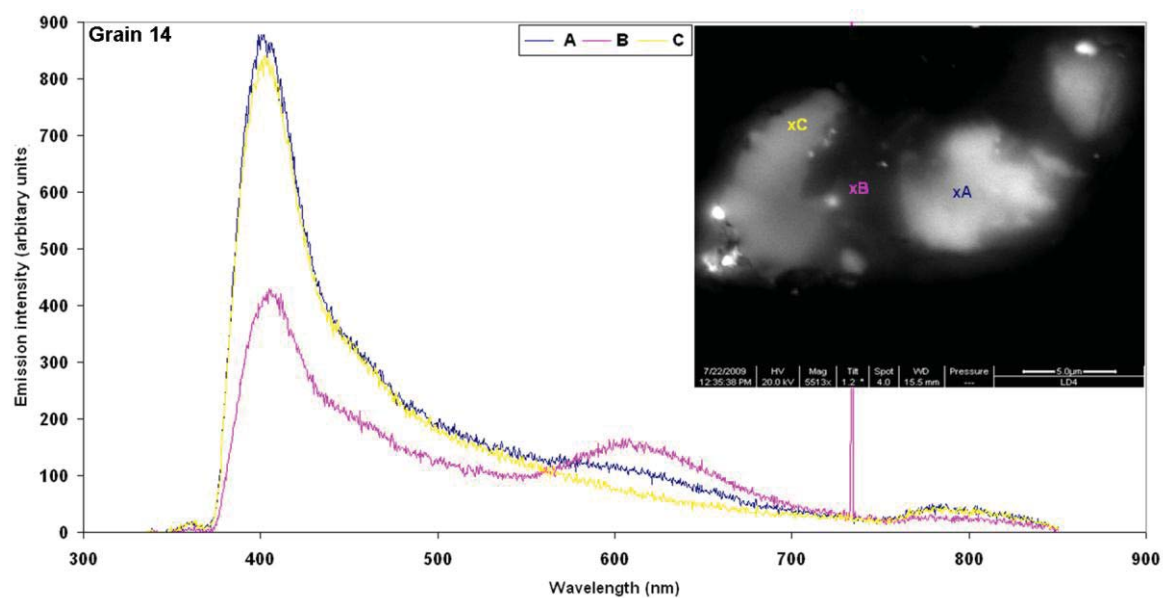 Grain 14
A B C
900
800
700
600
500
400
300
200
100
0
Emission intensity (arbitary units)
300 400 500 600 700 800 900
Wavelength (nm)
xC
xB
xA
7/22/2009 HV Mag Tilt Spot WD Pressure 5.0µm
12:35:38 PM 20.0 kV 5513x 1.2 ° 4.0 15.5 mm --- LD4